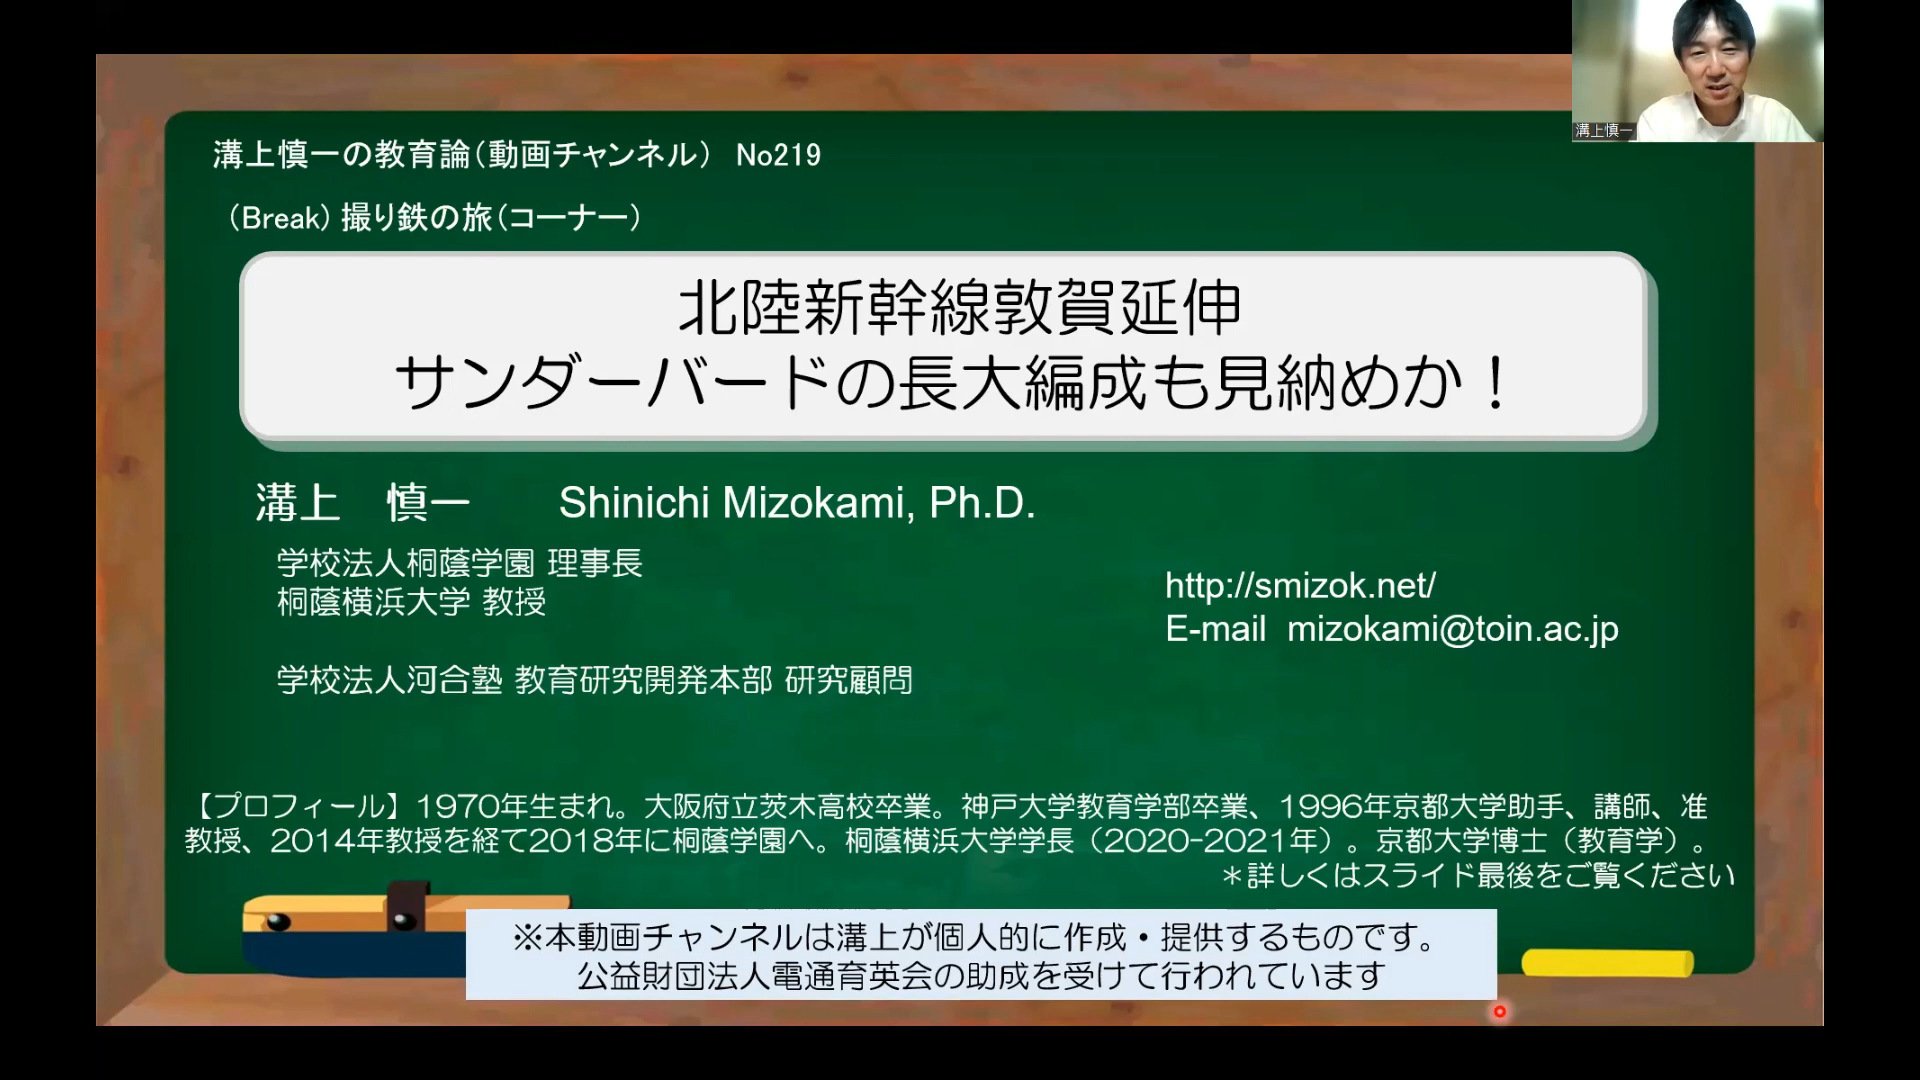 溝上慎一
溝上慎一の教育論（動画チャンネル） No219
（Break）撮り鉄の旅（コーナー）
北陸新幹線敦賀延伸
サンダーバードの長大編成も見納めか！
溝上　慎一　　Shinichi Mizokami, Ph.D.
学校法人桐蔭学園 理事長
桐蔭横浜大学 教授
学校法人河合塾 教育研究開発本部 研究顧問
http://smizok.net/
E-mail mizokami@toin.ac.jp
【プロフィール】1970年生まれ。大阪府立茨木高校卒業。神戸大学教育学部卒業、1996年京都大学助手、講師、准
教授、2014年教授を経て2018年に桐蔭学園へ。桐蔭横浜大学学長（2020-2021年）。京都大学博士（教育学）。
＊詳しくはスライド最後をご覧ください
※本動画チャンネルは溝上が個人的に作成・提供するものです。
公益財団法人電通育英会の助成を受けて行われています